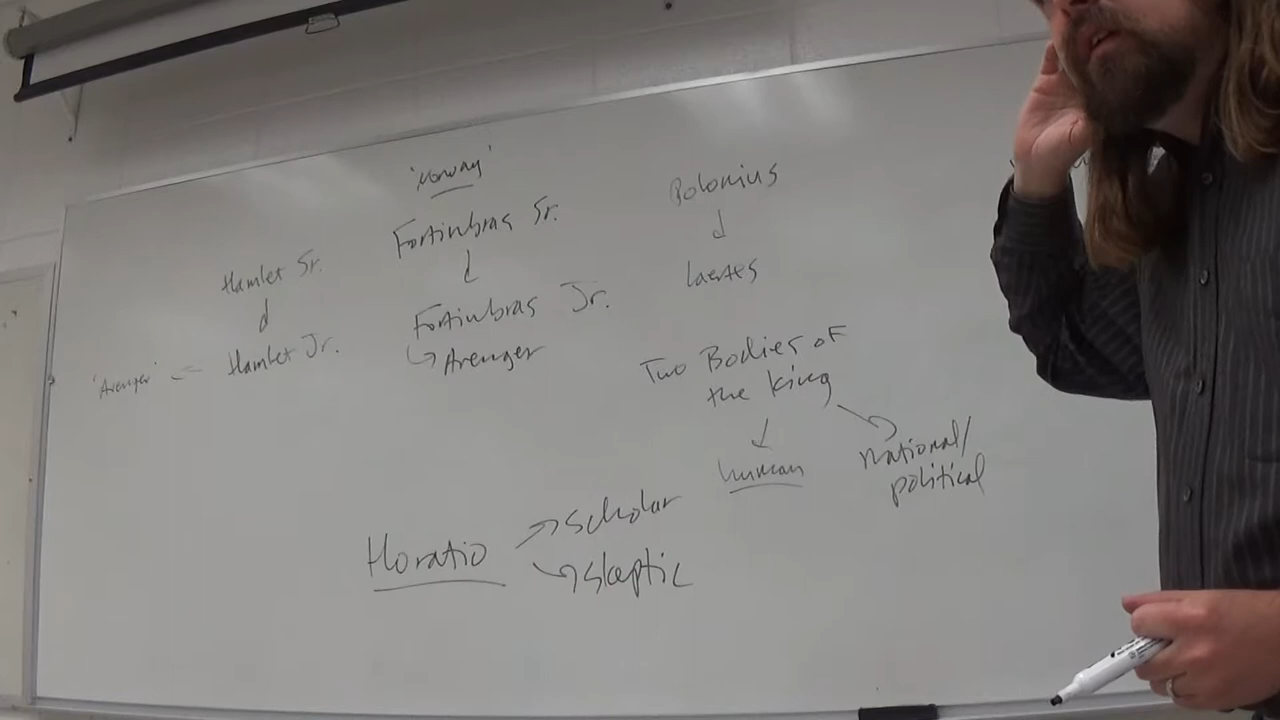 'Norway'
Fortinbras Sr.
Fortinbras Jr.
Avenger
Hamlet Sr.
Hamlet Jr.
'Avenger'
Polonius
Laertes
Two Bodies of
the king
human
national/
political
Horatio
scholar
skeptic